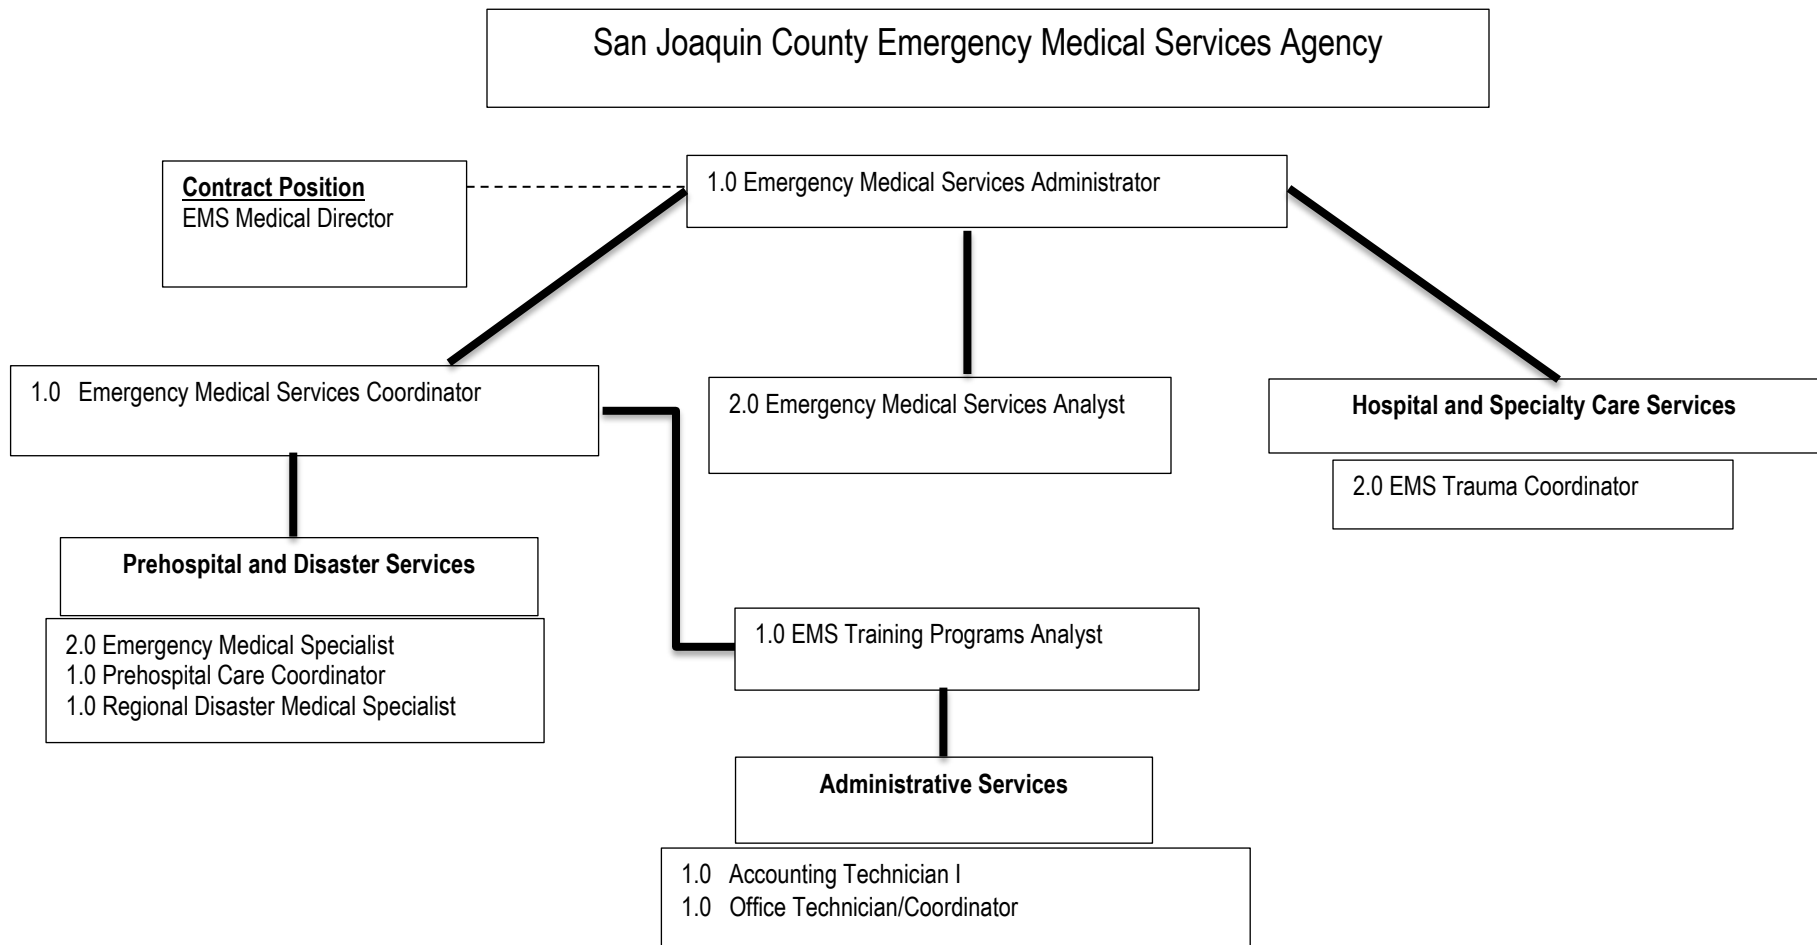 San Joaquin County Emergency Medical Services Agency
Contract Position
EMS Medical Director
1.0 Emergency Medical Services Administrator
1.0 Emergency Medical Services Coordinator
2.0 Emergency Medical Services Analyst
Hospital and Specialty Care Services
2.0 EMS Trauma Coordinator
Prehospital and Disaster Services
2.0 Emergency Medical Specialist
1.0 Prehospital Care Coordinator
1.0 Regional Disaster Medical Specialist
1.0 EMS Training Programs Analyst
Administrative Services
1.0 Accounting Technician I
1.0 Office Technician/Coordinator